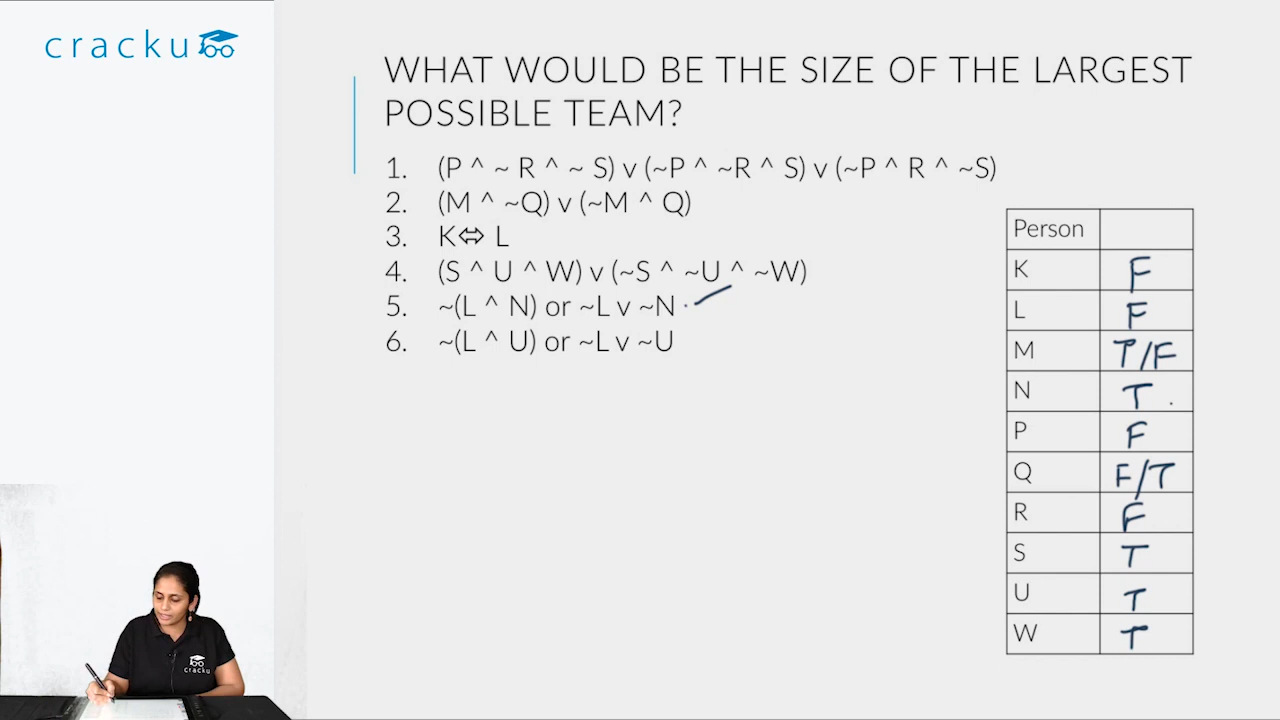 cracku
WHAT WOULD BE THE SIZE OF THE LARGEST
POSSIBLE TEAM?
1. (P ^ ~ R ^ ~ S) v (~P ^ ~R ^ S) v (~P ^ R ^ ~S)
2. (M ^ ~Q) v (~M ^ Q)
3. K⇔ L
4. (S ^ U ^ W) v (~S ^ ~U ^ ~W)
5. ~(L ^ N) or ~L v ~N
6. ~(L ^ U) or ~L v ~U
Person
K F
L F
M T/F
N T
P F
Q F/T
R F
S T
U T
W T
cracku